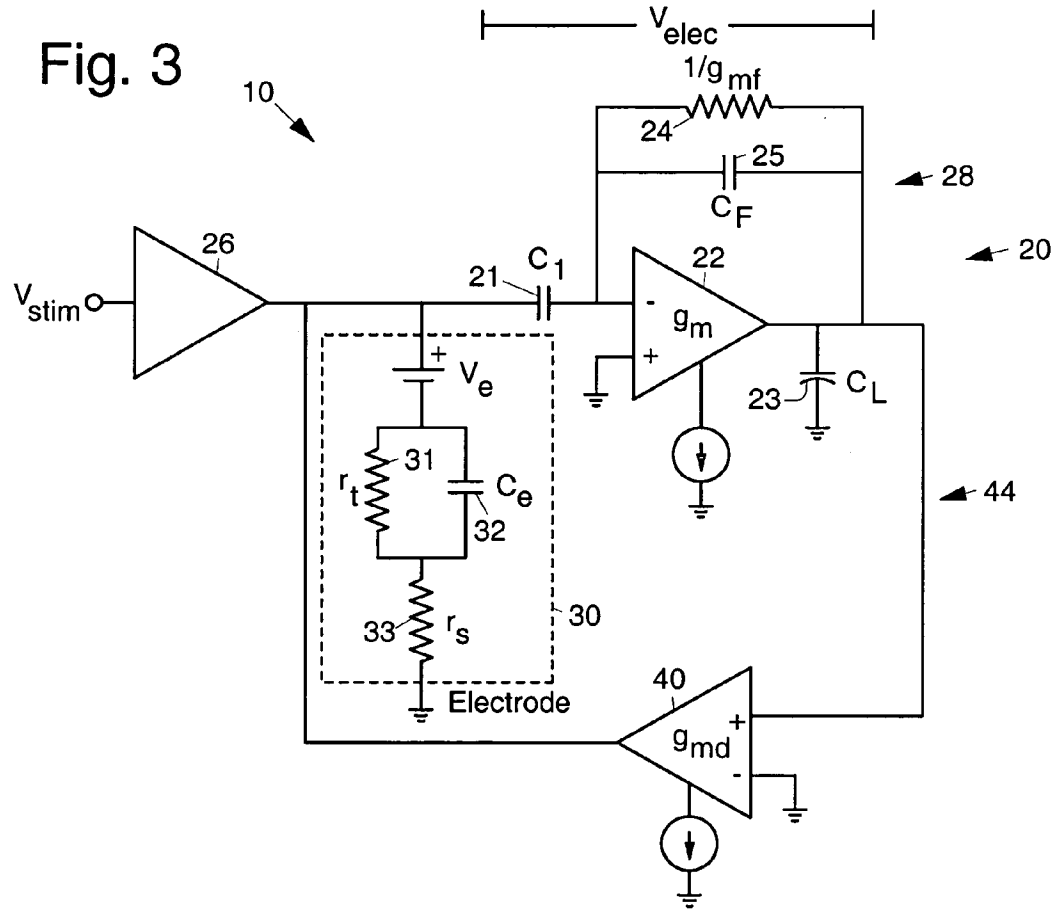 Fig. 3
V_elec
1/g_mf
10
24
25
28
C_F
20
26
C_1
21
22
V_stim
-
g_m
+
+
V_e
23
C_L
31
r_t
C_e
32
44
33
r_s
30
Electrode
40
+
g_md
-